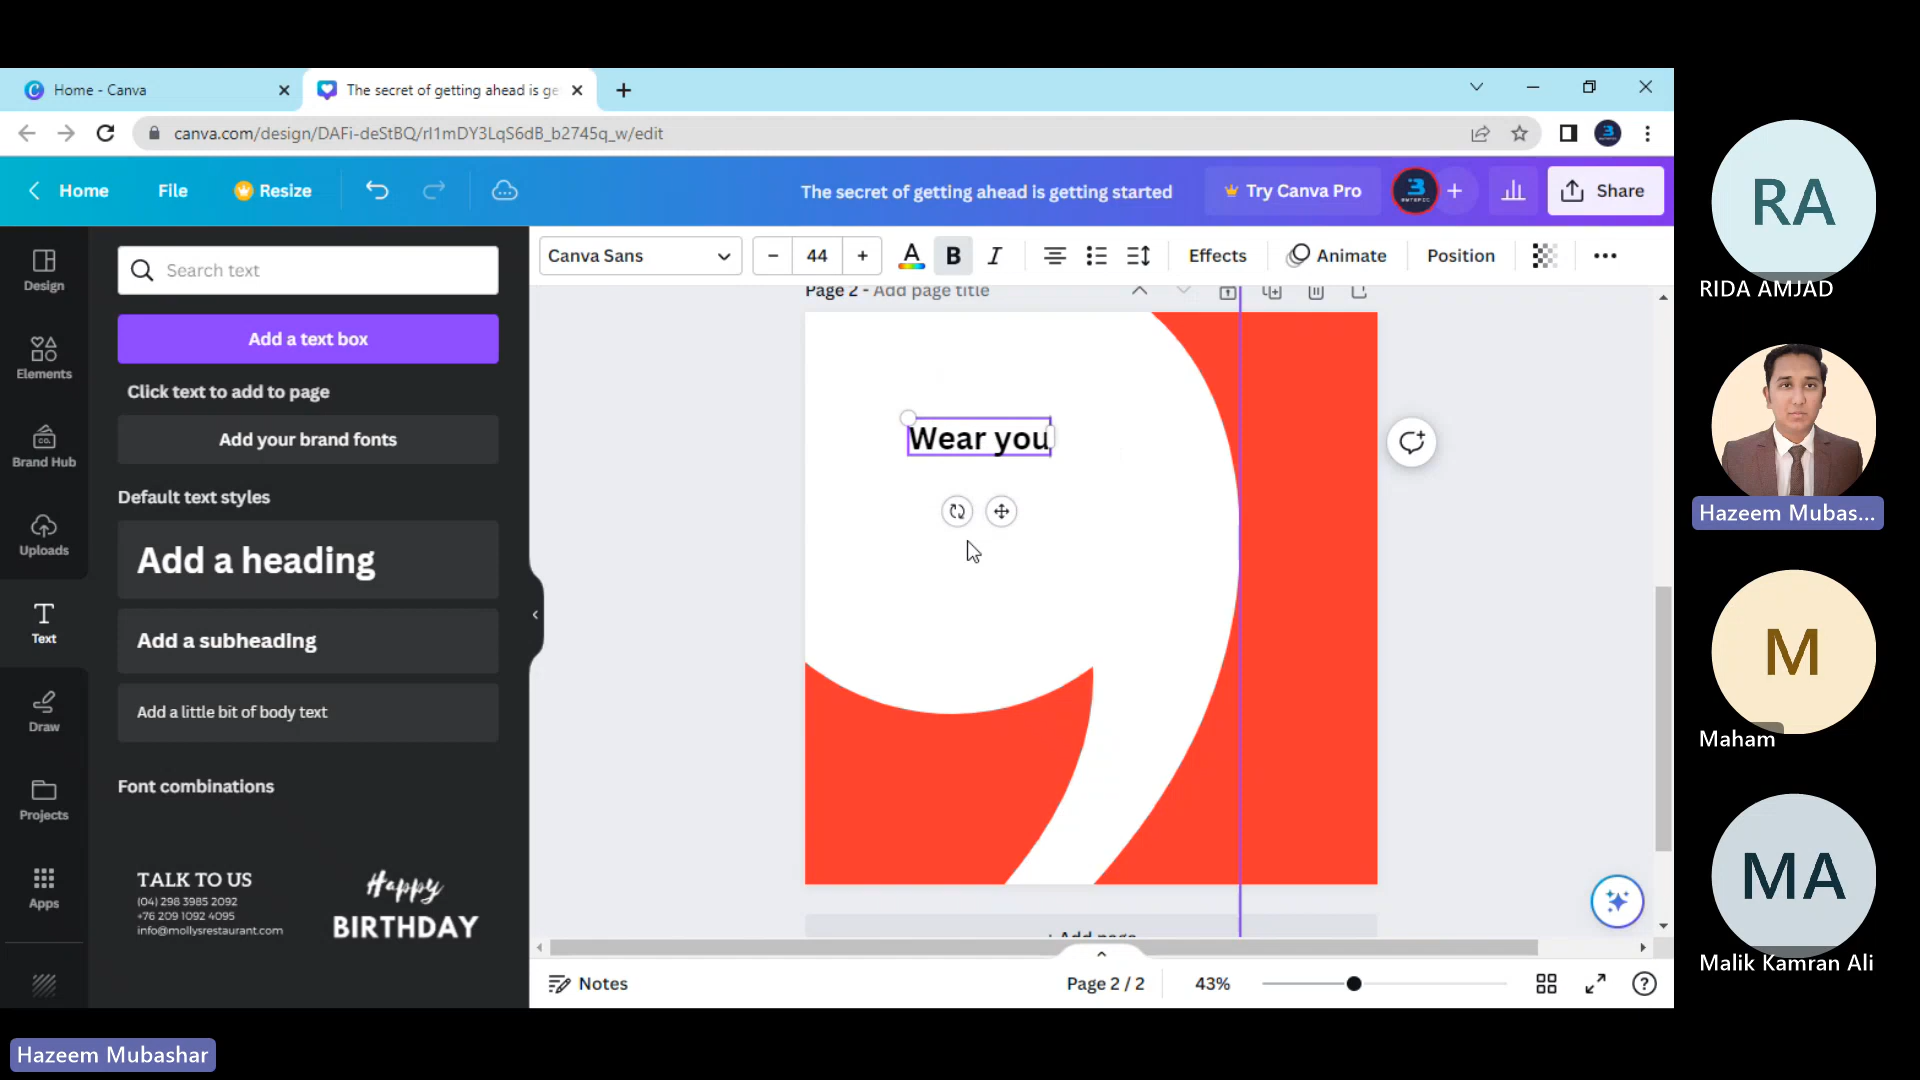 Home - Canva
The secret of getting ahead is ge
canva.com/design/DAFi-deStBQ/rl1mDY3LqS6dB_b2745q_w/edit
Home
File
Resize
The secret of getting ahead is getting started
Try Canva Pro
Share
Design
Elements
Brand Hub
Uploads
Text
Draw
Projects
Apps
Search text
Add a text box
Click text to add to page
Add your brand fonts
Default text styles
Add a heading
Add a subheading
Add a little bit of body text
Font combinations
TALK TO US
(04) 298 3985 2092
+76 209 1092 4095
info@mollysrestaurant.com
Happy
BIRTHDAY
Canva Sans
44
A
B
I
Effects
Animate
Position
Page 2 - Add page title
Wear you
+ Add page
Notes
Page 2 / 2
43%
RA
RIDA AMJAD
Hazeem Mubas...
M
Maham
MA
Malik Kamran Ali
Hazeem Mubashar